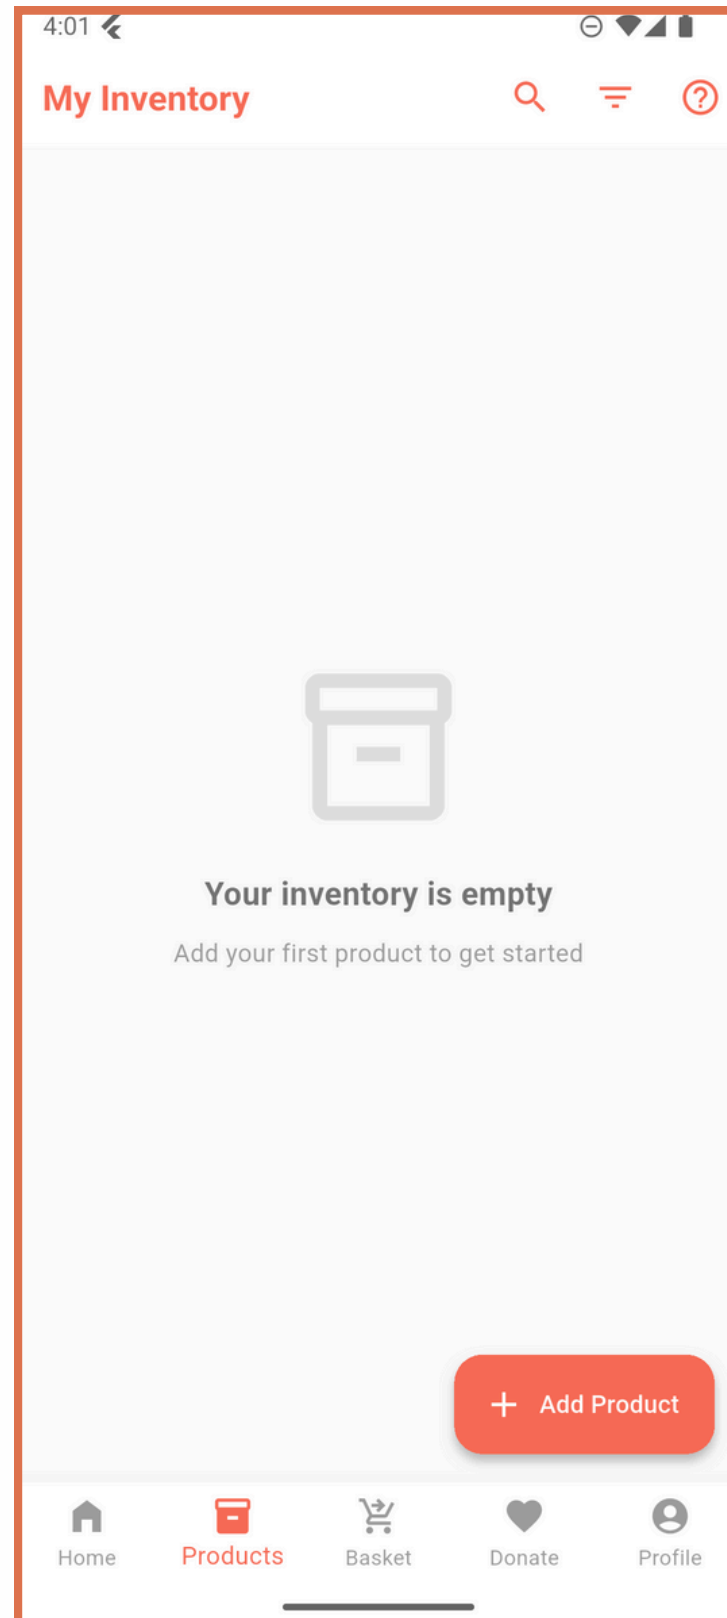 4:01
My Inventory
Your inventory is empty
Add your first product to get started
+ Add Product
Home Products Basket Donate Profile